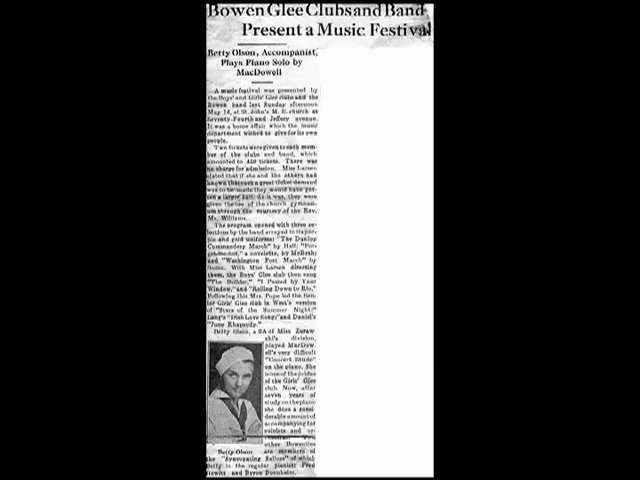 Bowen Glee Clubs and Band
Present a Music Festival
Betty Olson, Accompanist,
Plays Piano Solo by
MacDowell
A music festival was presented by
the Boys' and Girls' Glee clubs and the
Bowen band last Sunday afternoon
May 14, at St. John's M. E. church at
Seventy-Fourth and Jeffery avenue.
It was a home affair which the music
department wished to give for its own
people.
Two tickets were given to each mem-
ber of the clubs and band, which
amounted to tickets. There was
no charge for admission. Miss Larsen
stated that if she and the others had
known that such a great ticket demand
was to be made they would have got-
ten a larger hall. As it was, they were
given the use of the church gymnasi-
um through the courtesy of the Rev.
Mr. Williams.
The program opened with three se-
lections by the band arrayed in its pur-
ple and gold uniforms: "The Dunlap
Commandery March" by Hall; "For-
get-me-not," a novelette, by
and "Washington Post March" by
Sousa. With Miss Larsen directing
them, the Boys' Glee club then sang
"The Builder," "I Passed by Your
Window," and "Rolling Down to Rio."
Following this Mrs. Pope led the Sen-
ior Girls' Glee club in West's version
of "Stars of the Summer Night;"
Lang's "Irish Love Song;" and Daniel's
"June Rhapsody."
Betty Olson, a 2A of Miss Zuraw-
ski's division,
played MacDow-
ell's very difficult
"Concert Etude"
on the piano. She
is one of the prides
of the Girls' Glee
club. Now, after
seven years of
study on the piano
she does a consi-
derable amount of
accompanying for
soloists and
Two
other Bowenites
Betty Olson
are members of
the "Syncopating Sailors" of which
Betty is the regular pianist: Fred
Hewitt and Byron